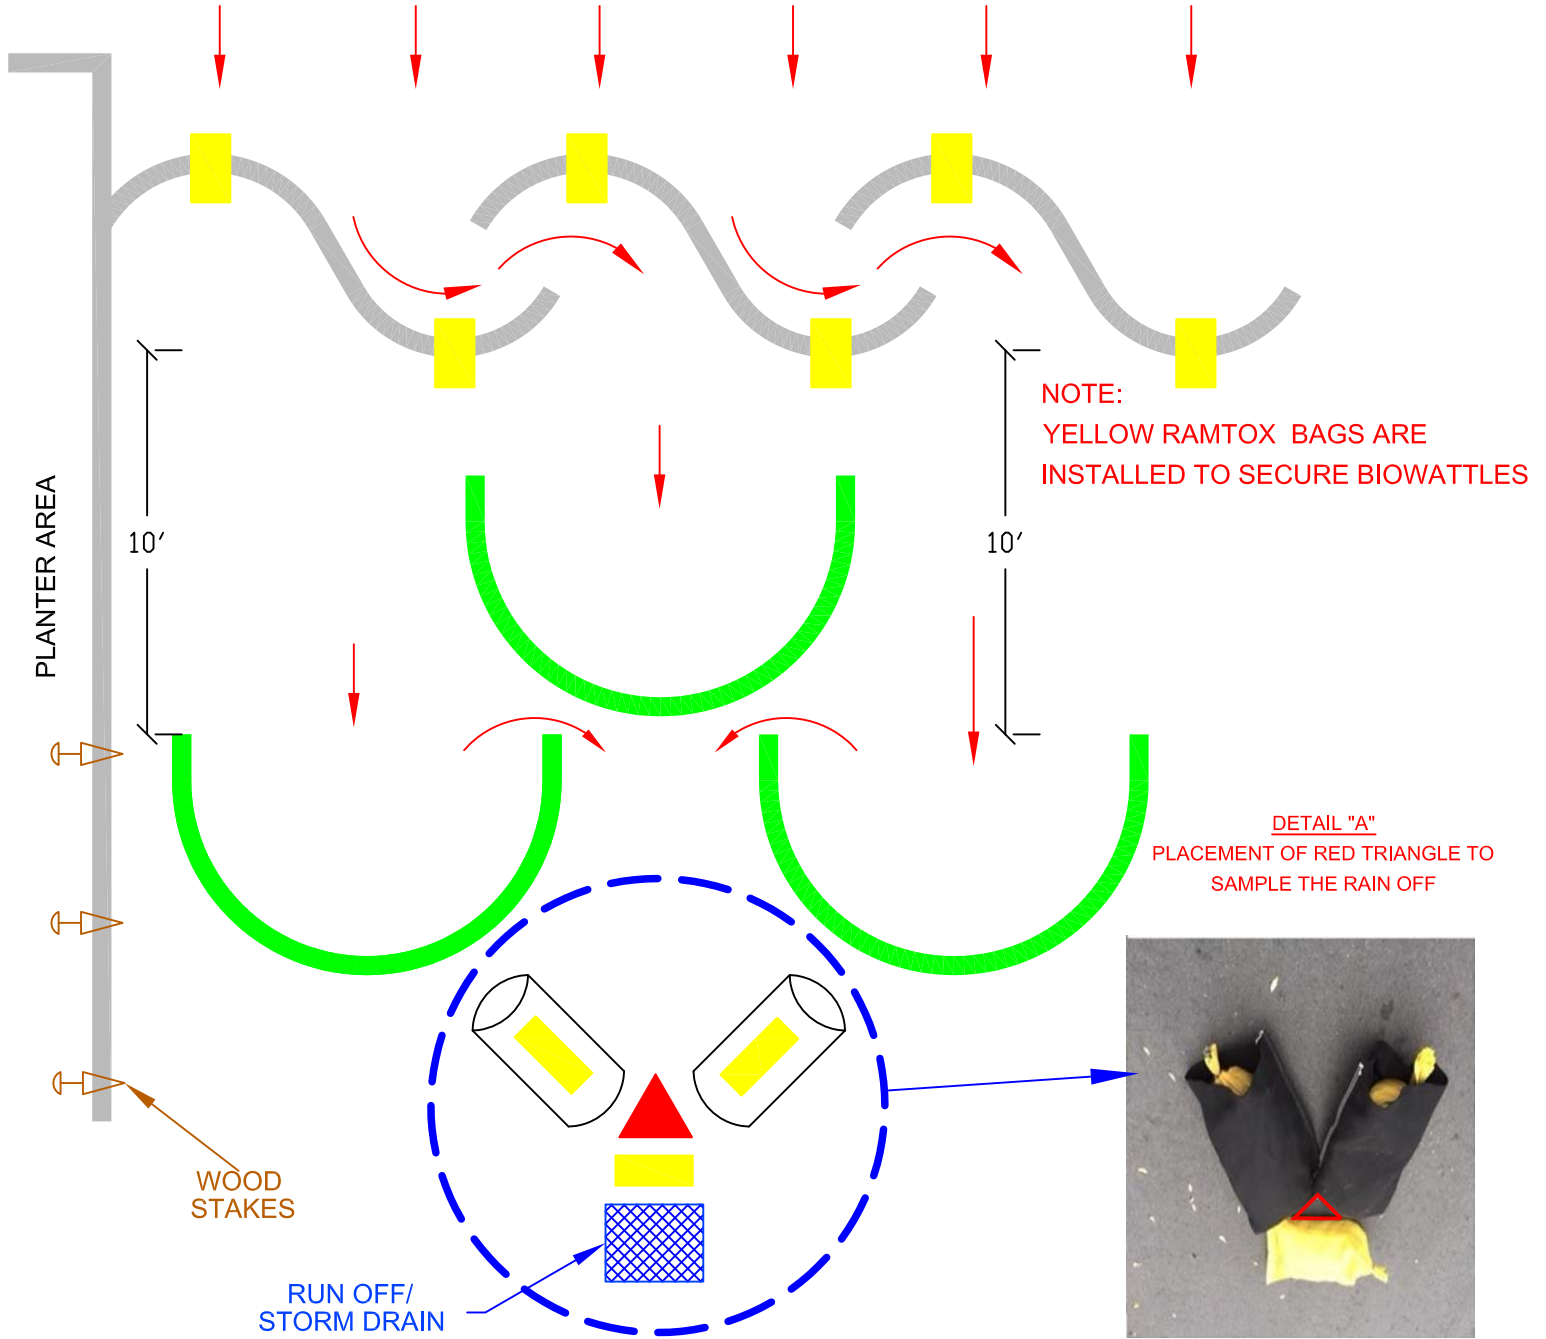 NOTE:
YELLOW RAMTOX BAGS ARE
INSTALLED TO SECURE BIOWATTLES
PLANTER AREA
10'
10'
DETAIL "A"
PLACEMENT OF RED TRIANGLE TO
SAMPLE THE RAIN OFF
WOOD
STAKES
RUN OFF/
STORM DRAIN